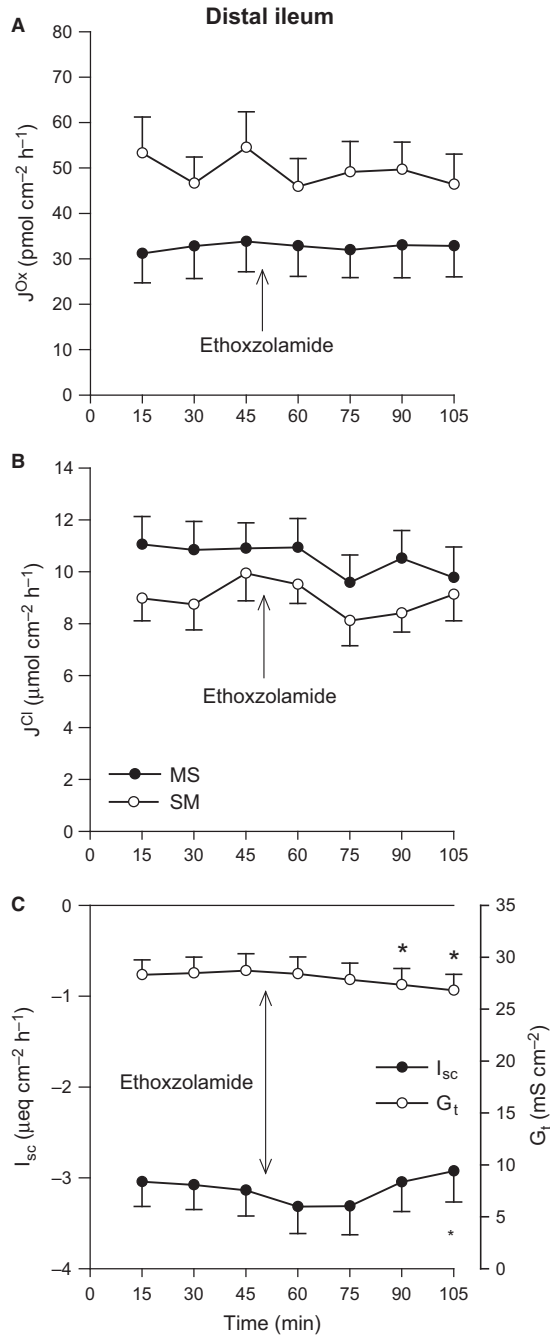 Distal ileum
A
80
70
60
50
40
30
20
10
0
J^Ox (pmol cm⁻² h⁻¹)
Ethoxzolamide
0 15 30 45 60 75 90 105
B
14
12
10
8
6
4
2
0
J^Cl (µmol cm⁻² h⁻¹)
Ethoxzolamide
MS
SM
0 15 30 45 60 75 90 105
C
0
–1
–2
–3
–4
I_sc (µeq cm⁻² h⁻¹)
* *
Ethoxzolamide
I_sc
G_t
*
35
30
25
20
15
10
5
0
G_t (mS cm⁻²)
0 15 30 45 60 75 90 105
Time (min)